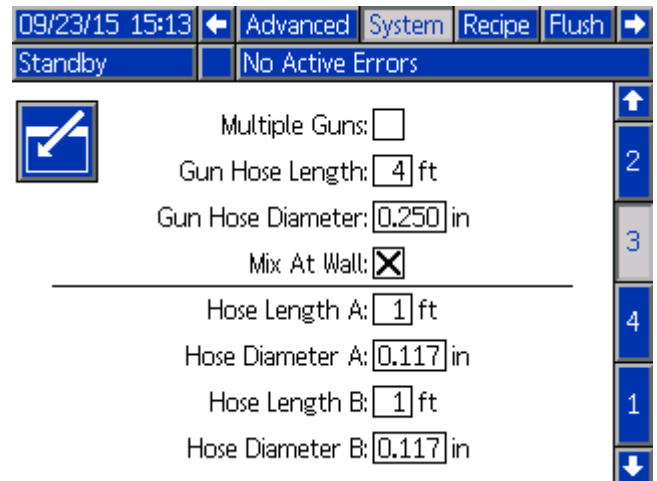 09/23/15 15:13 Advanced System Recipe Flush
Standby No Active Errors
Multiple Guns:
2
Gun Hose Length: 4 ft
Gun Hose Diameter: 0.250 in
3
Mix At Wall:
Hose Length A: 1 ft
4
Hose Diameter A: 0.117 in
Hose Length B: 1 ft
1
Hose Diameter B: 0.117 in